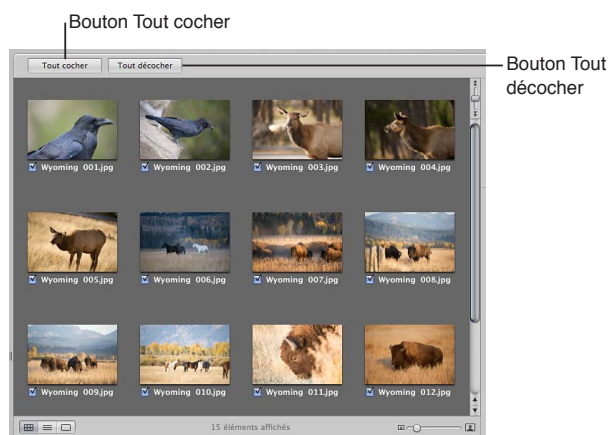 Bouton Tout cocher
Tout cocher
Tout décocher
Bouton Tout
décocher
Wyoming 001.jpg
Wyoming 002.jpg
Wyoming 003.jpg
Wyoming 004.jpg
Wyoming 005.jpg
Wyoming 006.jpg
Wyoming 007.jpg
Wyoming 008.jpg
Wyoming 009.jpg
Wyoming 010.jpg
Wyoming 011.jpg
Wyoming 012.jpg
15 éléments affichés